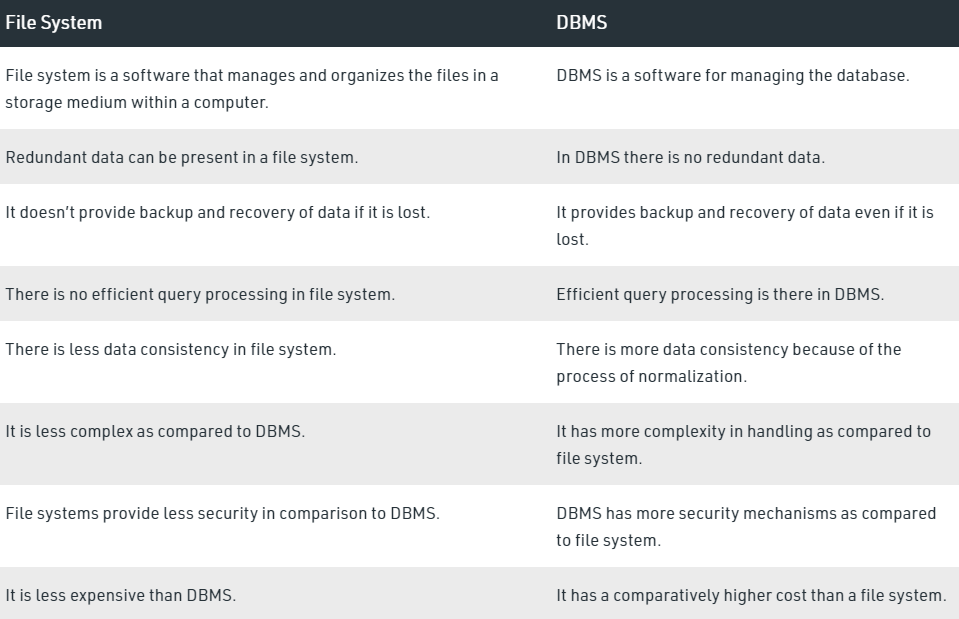 File System
DBMS
File system is a software that manages and organizes the files in a
storage medium within a computer.
DBMS is a software for managing the database.
Redundant data can be present in a file system.
In DBMS there is no redundant data.
It doesn’t provide backup and recovery of data if it is lost.
It provides backup and recovery of data even if it is
lost.
There is no efficient query processing in file system.
Efficient query processing is there in DBMS.
There is less data consistency in file system.
There is more data consistency because of the
process of normalization.
It is less complex as compared to DBMS.
It has more complexity in handling as compared to
file system.
File systems provide less security in comparison to DBMS.
DBMS has more security mechanisms as compared
to file system.
It is less expensive than DBMS.
It has a comparatively higher cost than a file system.